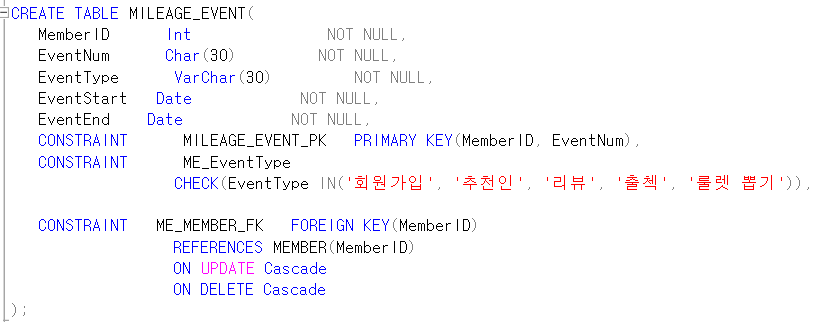 CREATE TABLE MILEAGE_EVENT(
MemberID Int NOT NULL,
EventNum Char(30) NOT NULL,
EventType VarChar(30) NOT NULL,
EventStart Date NOT NULL,
EventEnd Date NOT NULL,
CONSTRAINT MILEAGE_EVENT_PK PRIMARY KEY(MemberID, EventNum),
CONSTRAINT ME_EventType
CHECK(EventType IN('회원가입', '추천인', '리뷰', '출첵', '룰렛 뽑기')),
CONSTRAINT ME_MEMBER_FK FOREIGN KEY(MemberID)
REFERENCES MEMBER(MemberID)
ON UPDATE Cascade
ON DELETE Cascade
);